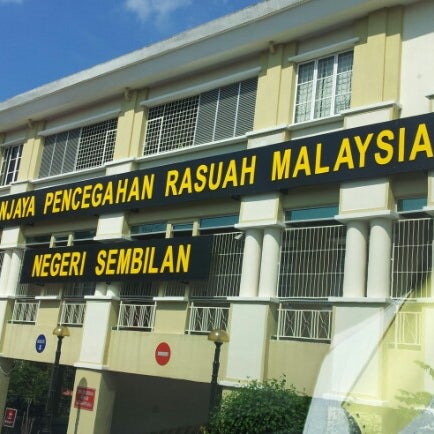 NJAYA PENCEGAHAN RASUAH MALAYSIA
NEGERI SEMBILAN